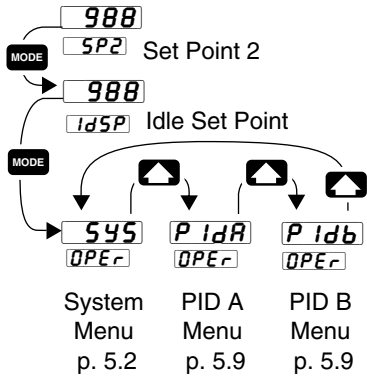 988
SP2 Set Point 2
MODE
988
IdSP Idle Set Point
MODE
SYS PIdA PIdb
OPEr OPEr OPEr
System PID A PID B
Menu Menu Menu
p. 5.2 p. 5.9 p. 5.9